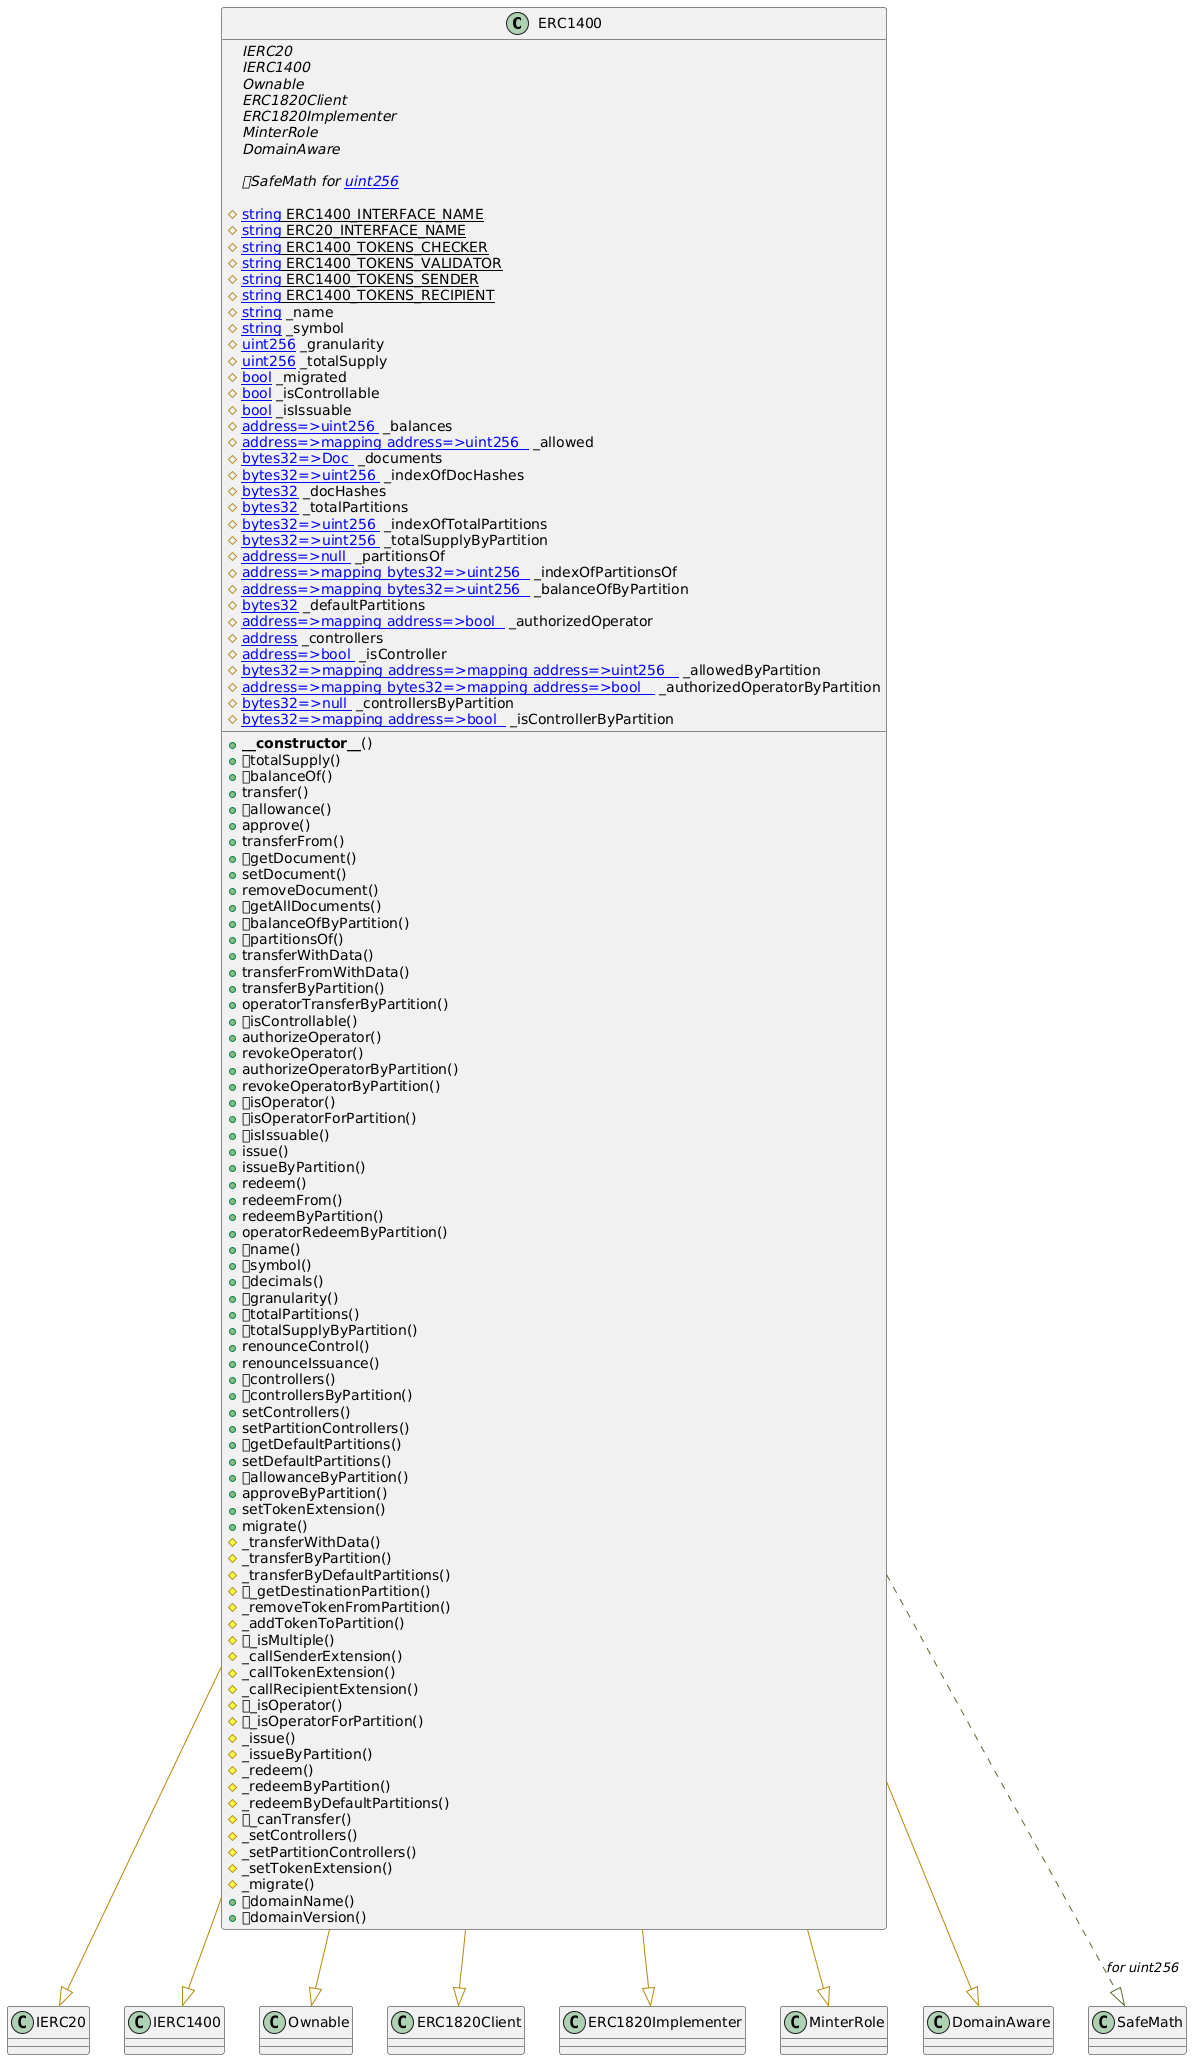 ERC1400
IERC20
IERC1400
Ownable
ERC1820Client
ERC1820Implementer
MinterRole
DomainAware
SafeMath for uint256
string ERC1400_INTERFACE_NAME
string ERC20_INTERFACE_NAME
string ERC1400_TOKENS_CHECKER
string ERC1400_TOKENS_VALIDATOR
string ERC1400_TOKENS_SENDER
string ERC1400_TOKENS_RECIPIENT
string _name
string _symbol
uint256 _granularity
uint256 _totalSupply
bool _migrated
bool _isControllable
bool _isIssuable
address=>uint256 _balances
address=>mapping address=>uint256 _allowed
bytes32=>Doc _documents
bytes32=>uint256 _indexOfDocHashes
bytes32 _docHashes
bytes32 _totalPartitions
bytes32=>uint256 _indexOfTotalPartitions
bytes32=>uint256 _totalSupplyByPartition
address=>null _partitionsOf
address=>mapping bytes32=>uint256 _indexOfPartitionsOf
address=>mapping bytes32=>uint256 _balanceOfByPartition
bytes32 _defaultPartitions
address=>mapping address=>bool _authorizedOperator
address _controllers
address=>bool _isController
bytes32=>mapping address=>mapping address=>uint256 _allowedByPartition
address=>mapping bytes32=>mapping address=>bool _authorizedOperatorByPartition
bytes32=>null _controllersByPartition
bytes32=>mapping address=>bool _isControllerByPartition
__constructor__()
totalSupply()
balanceOf()
transfer()
allowance()
approve()
transferFrom()
getDocument()
setDocument()
removeDocument()
getAllDocuments()
balanceOfByPartition()
partitionsOf()
transferWithData()
transferFromWithData()
transferByPartition()
operatorTransferByPartition()
isControllable()
authorizeOperator()
revokeOperator()
authorizeOperatorByPartition()
revokeOperatorByPartition()
isOperator()
isOperatorForPartition()
isIssuable()
issue()
issueByPartition()
redeem()
redeemFrom()
redeemByPartition()
operatorRedeemByPartition()
name()
symbol()
decimals()
granularity()
totalPartitions()
totalSupplyByPartition()
renounceControl()
renounceIssuance()
controllers()
controllersByPartition()
setControllers()
setPartitionControllers()
getDefaultPartitions()
setDefaultPartitions()
allowanceByPartition()
approveByPartition()
setTokenExtension()
migrate()
_transferWithData()
_transferByPartition()
_transferByDefaultPartitions()
_getDestinationPartition()
_removeTokenFromPartition()
_addTokenToPartition()
_isMultiple()
_callSenderExtension()
_callTokenExtension()
_callRecipientExtension()
_isOperator()
_isOperatorForPartition()
_issue()
_issueByPartition()
_redeem()
_redeemByPartition()
_redeemByDefaultPartitions()
_canTransfer()
_setControllers()
_setPartitionControllers()
_setTokenExtension()
_migrate()
domainName()
domainVersion()
for uint256
IERC20
IERC1400
Ownable
ERC1820Client
ERC1820Implementer
MinterRole
DomainAware
SafeMath